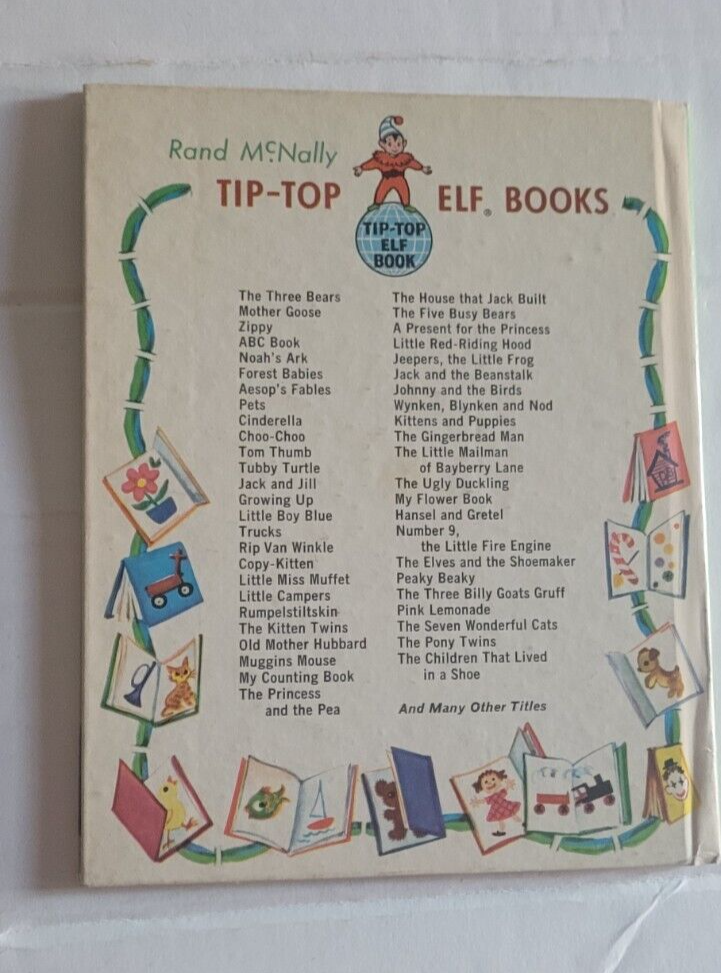 Rand McNally
TIP-TOP ELF® BOOKS
TIP-TOP
ELF
BOOK
The Three Bears
Mother Goose
Zippy
ABC Book
Noah's Ark
Forest Babies
Aesop's Fables
Pets
Cinderella
Choo-Choo
Tom Thumb
Tubby Turtle
Jack and Jill
Growing Up
Little Boy Blue
Trucks
Rip Van Winkle
Copy-Kitten
Little Miss Muffet
Little Campers
Rumpelstiltskin
The Kitten Twins
Old Mother Hubbard
Muggins Mouse
My Counting Book
The Princess
and the Pea
The House that Jack Built
The Five Busy Bears
A Present for the Princess
Little Red-Riding Hood
Jeepers, the Little Frog
Jack and the Beanstalk
Johnny and the Birds
Wynken, Blynken and Nod
Kittens and Puppies
The Gingerbread Man
The Little Mailman
of Bayberry Lane
The Ugly Duckling
My Flower Book
Hansel and Gretel
Number 9,
the Little Fire Engine
The Elves and the Shoemaker
Peaky Beaky
The Three Billy Goats Gruff
Pink Lemonade
The Seven Wonderful Cats
The Pony Twins
The Children That Lived
in a Shoe
And Many Other Titles